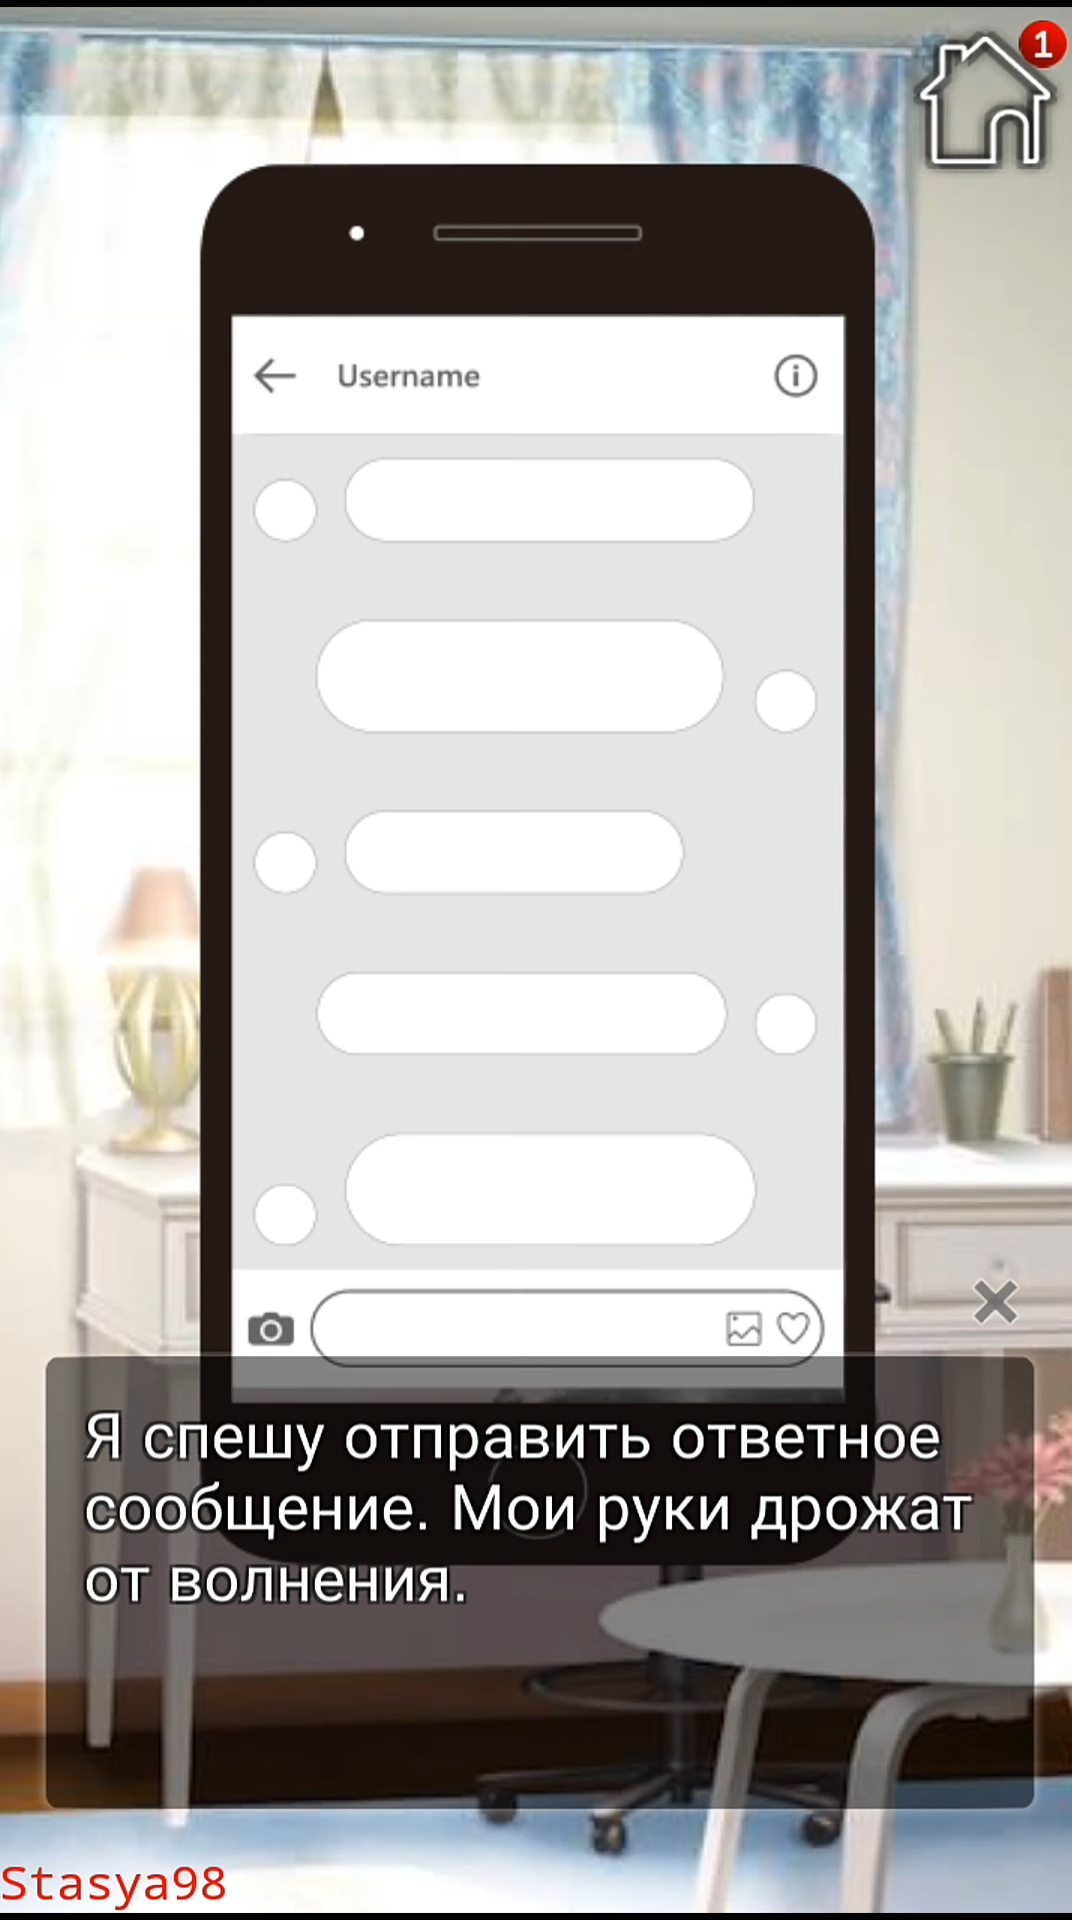 1
Username
Я спешу отправить ответное
сообщение. Мои руки дрожат
от волнения.
Stasya98